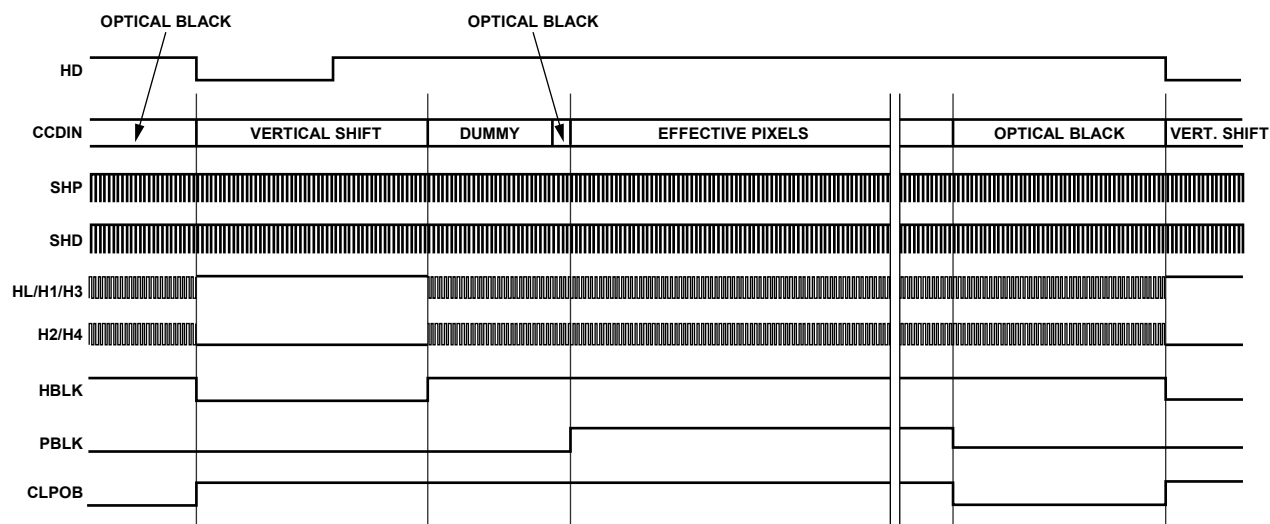 OPTICAL BLACK OPTICAL BLACK
HD
CCDIN VERTICAL SHIFT DUMMY EFFECTIVE PIXELS OPTICAL BLACK VERT. SHIFT
SHP
SHD
HL/H1/H3
H2/H4
HBLK
PBLK
CLPOB